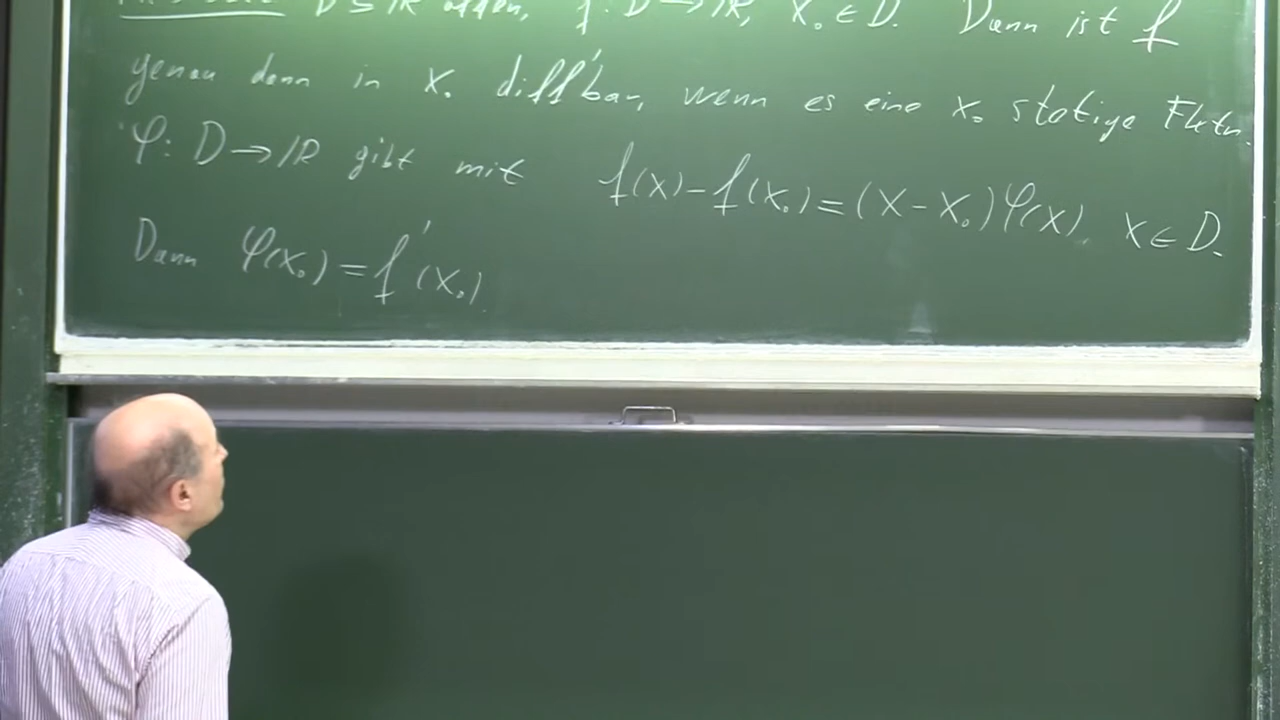 D ⊆ ℝ offen, f: D → ℝ, x₀ ∈ D. Dann ist f
genau dann in x₀ diff'bar, wenn es eine x₀ stetige Fktn.
φ: D → ℝ gibt mit f(x) - f(x₀) = (x - x₀) φ(x), x ∈ D.
Dann φ(x₀) = f'(x₀)